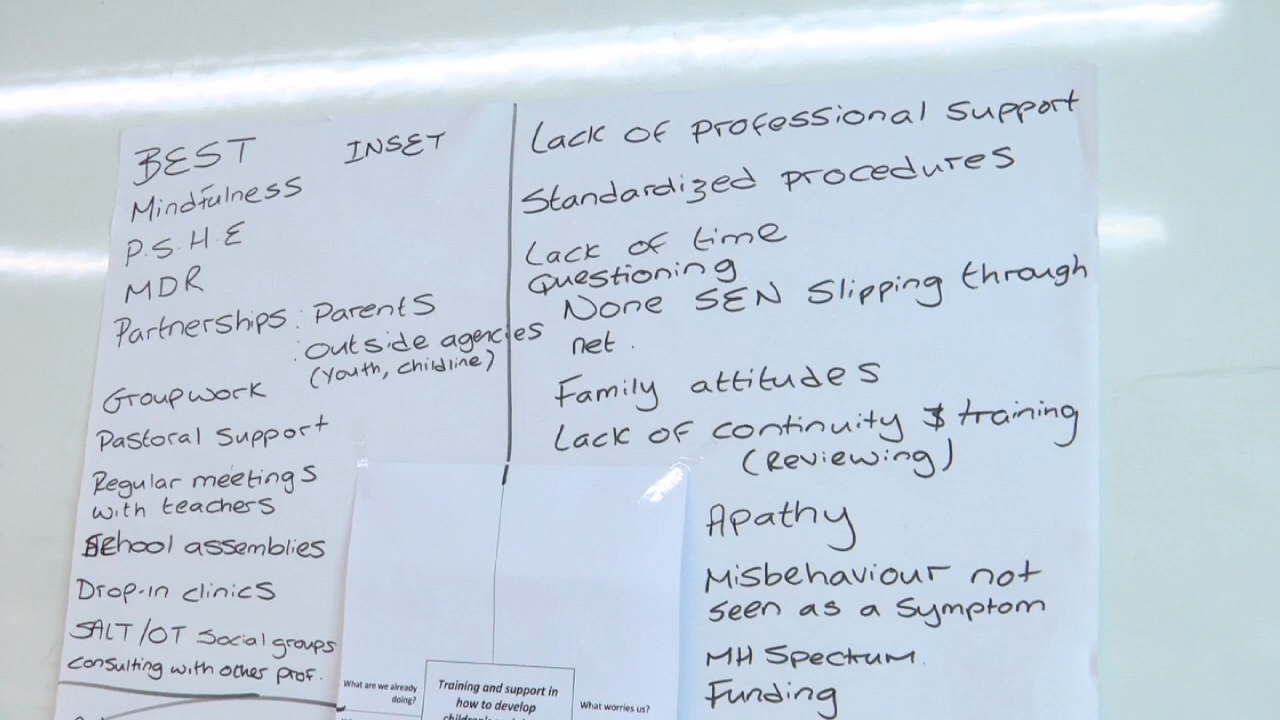 BEST INSET
Mindfulness
P.S.H.E
MDR
Partnerships: Parents
: outside agencies
(Youth, childline)
Groupwork
Pastoral support
Regular meetings
with teachers
School assemblies
Drop-in clinics
SALT/OT Social groups
consulting with other prof.
Lack of professional support
Standardized procedures
Lack of time
questioning
None SEN slipping through
net.
Family attitudes
Lack of continuity & training
(Reviewing)
Apathy
Misbehaviour not
seen as a symptom
MH Spectrum.
Funding
What are we already
doing?
Training and support in
how to develop
What worries us?